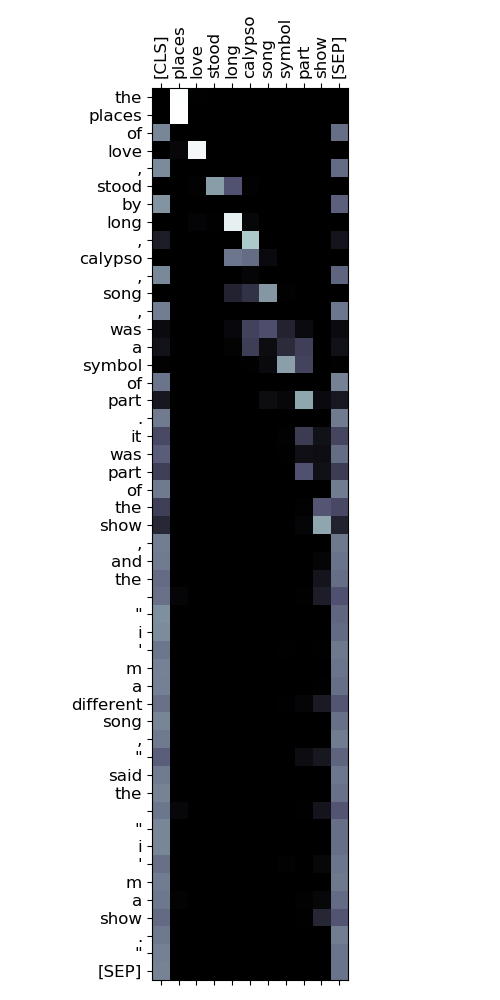 [CLS]
places
love
stood
long
calypso
song
symbol
part
show
[SEP]
the
places
of
love
,
stood
by
long
,
calypso
,
song
,
was
a
symbol
of
part
.
it
was
part
of
the
show
,
and
the
"
i
'
m
a
different
song
,
"
said
the
"
i
'
m
a
show
.
"
[SEP]